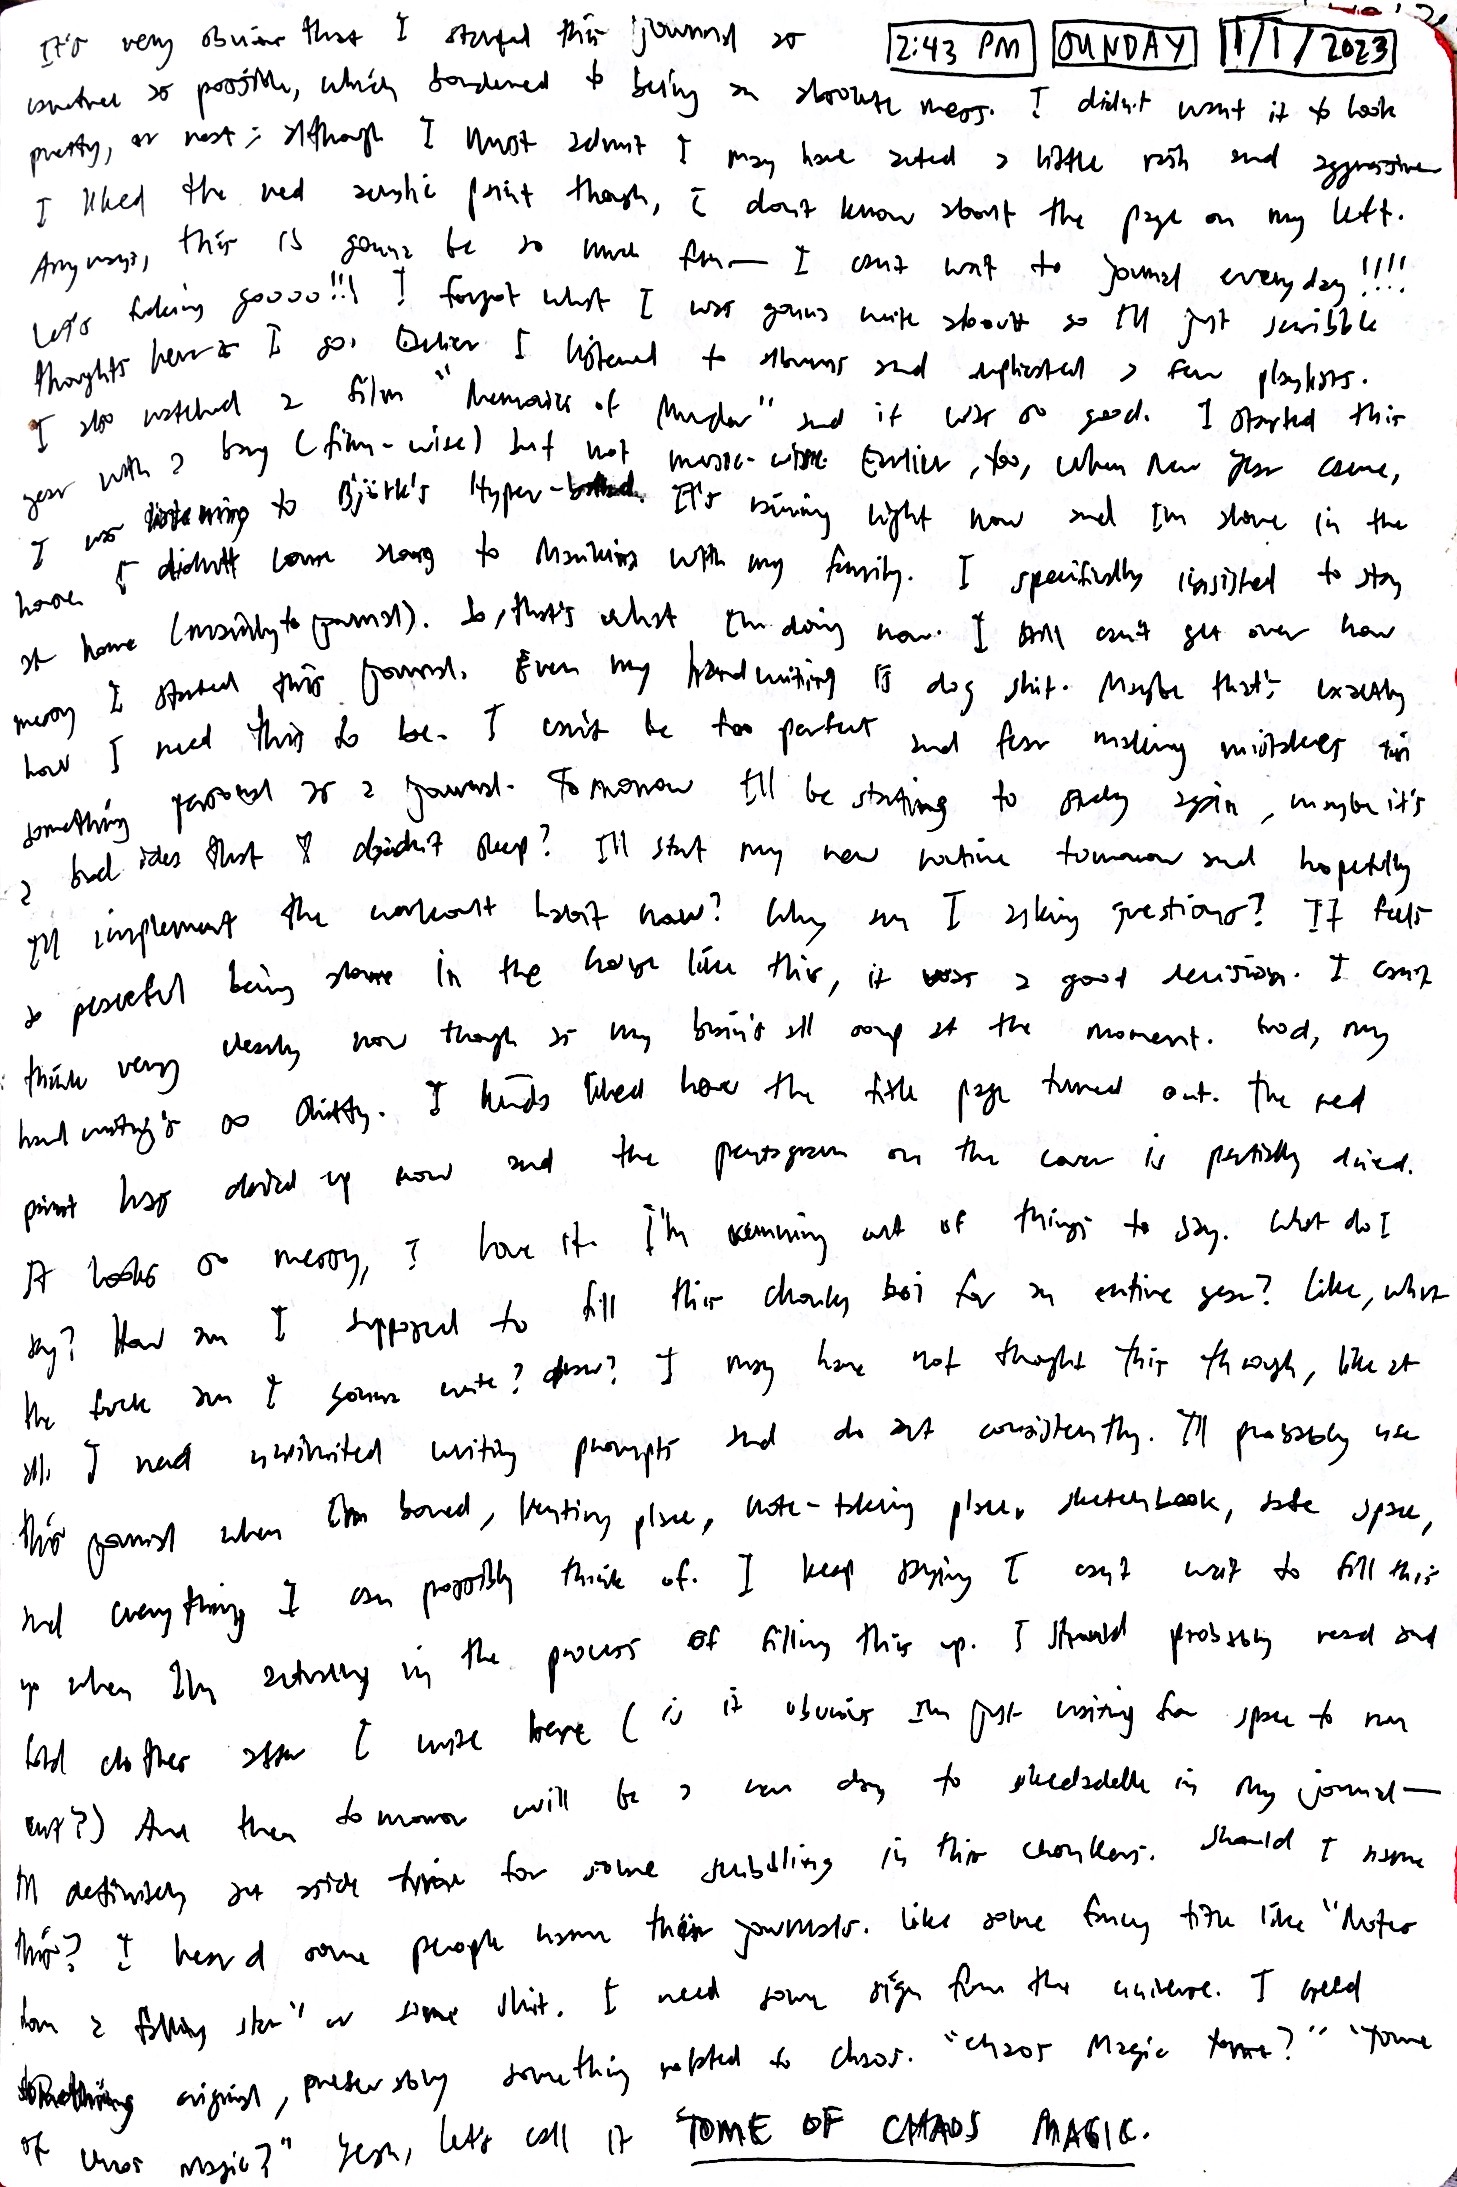 2:43 PM SUNDAY 1/1/2023
It's very obvious that I started this journal as
creative as possible, which bordered to being an absolute mess. I didn't want it to look
pretty, or neat; although I must admit I may have acted a little rash and aggressive
I liked the red acrylic paint though, I don't know about the page on my left.
Anyways, this is gonna be so much fun— I can't wait to journal everyday!!!!
Let's fucking goooo!!! I forgot what I was gonna write about so I'll just scribble
thoughts here as I go. Earlier I listened to albums and replicated a few playlists.
I also watched a film "Memories of Murder" and it was so good. I started this
year with a bang (film-wise) but not music-wise. Earlier, too, when New Year came,
I was listening to Björk's Hyper-ballad. It's raining right now and I'm alone in the
house. I didn't come along to Marikina with my family. I specifically insisted to stay
at home (mainly to journal). So, that's what I'm doing now. I still can't get over how
messy I started this journal. Even my handwriting is dog shit. Maybe that's exactly
how I need this to be. I can't be too perfect and fear making mistakes in
something personal as a journal. Tomorrow I'll be starting to study again, maybe it's
a bad idea that I didn't sleep? I'll start my new routine tomorrow and hopefully
I'll implement the workout habit now? Why am I asking questions? It feels
so peaceful being alone in the house like this, it was a good decision. I can't
think very clearly now though as my brain's all soup at the moment. God, my
handwriting's so shitty. I kinda liked how the title page turned out. The red
paint has dried up now and the pentagram on the cover is partially dried.
It looks so messy, I love it. I'm running out of things to say. What do I
say? How am I supposed to fill this chonky boi for an entire year? Like, what
the fuck am I gonna write? draw? I may have not thought this through, like at
all. I need unlimited writing prompts and do art consistently. I'll probably use
this journal when I'm bored, venting place, note-taking place, sketchbook, safe space,
and everything I can possibly think of. I keep saying I can't wait to fill this
up when I'm actually in the process of filling this up. I should probably read and
fold clothes after I write here (is it obvious I'm just waiting for space to run
out?) And then tomorrow will be a new day to skedaddle in my journal—
I'll definitely set aside time for some scribbling in this chonkers. Should I name
this? I heard some people name their journals. Like some fancy title like "Notes
from a falling star" or some shit. I need some sign from the universe. I need
something original, preferably something related to chaos. "Chaos Magic Tome?" "Tome
of Chaos Magic?" Yeah, let's call it TOME OF CHAOS MAGIC.